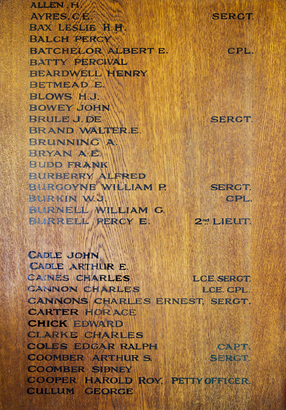 ALLEN, H.
AYRES, C.E. SERGT.
BAX LESLIE H.H.
BALCH PERCY
BATCHELOR ALBERT E. CPL.
BATTY PERCIVAL
BEARDWELL HENRY
BETMEAD E.
BLOWS H.J.
BOWEY JOHN
BRULE J. DE SERGT.
BRAND WALTER.E
BRUNNING A.
BRYAN A.E.
BUDD FRANK
BURBERRY ALFRED
BURGOYNE WILLIAM P. SERGT.
BURKIN W.J. CPL.
BURNELL WILLIAM G.
BURRELL PERCY E. 2ND LIEUT.
CADLE JOHN
CADLE ARTHUR E.
CAINES CHARLES LCE. SERGT.
CANNON CHARLES LCE. CPL.
CANNONS CHARLES ERNEST, SERGT.
CARTER HORACE
CHICK EDWARD
CLARKE CHARLES
COLES EDGAR RALPH CAPT.
COOMBER ARTHUR S. SERGT.
COOMBER SIDNEY
COOPER HAROLD ROY, PETTY OFFICER.
CULLUM GEORGE